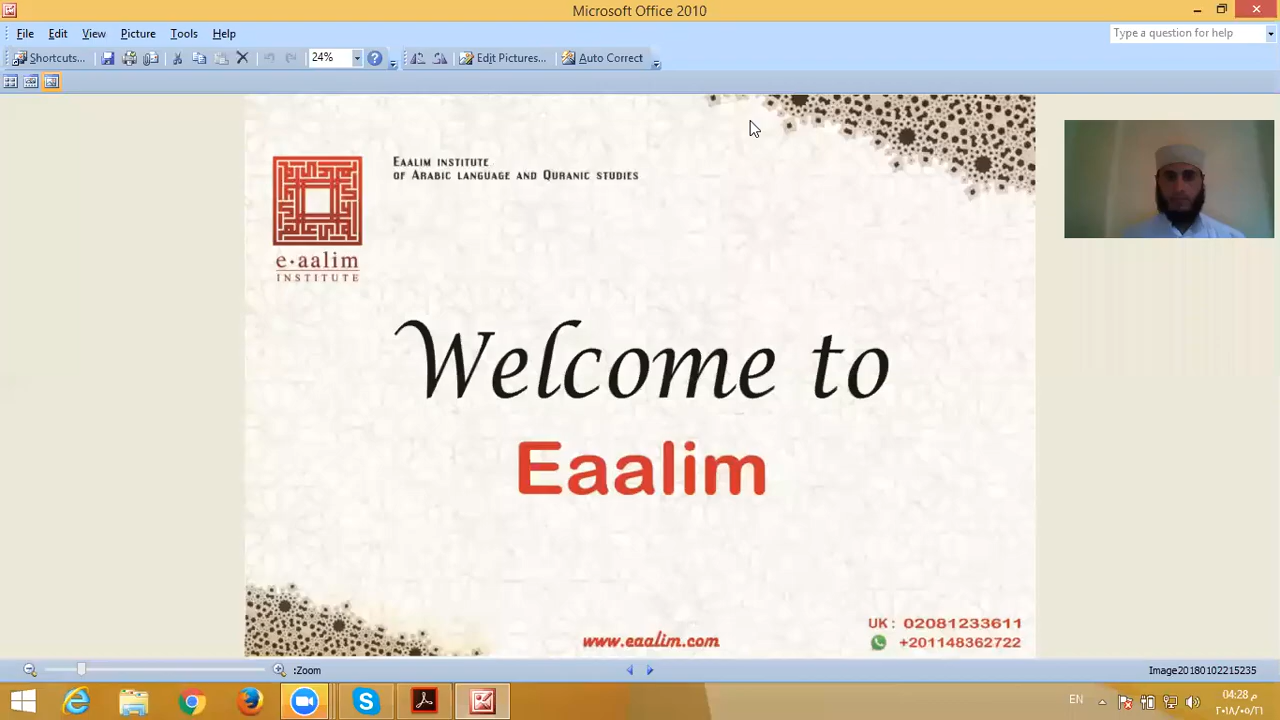 Microsoft Office 2010
File Edit View Picture Tools Help
Type a question for help
Shortcuts...
24%
Edit Pictures...
Auto Correct
EAALIM INSTITUTE
OF ARABIC LANGUAGE AND QURANIC STUDIES
e·aalim
INSTITUTE
Welcome to
Eaalim
UK : 02081233611
www.eaalim.com
+201148362722
:Zoom
Image20180102215235
EN
04:28 م